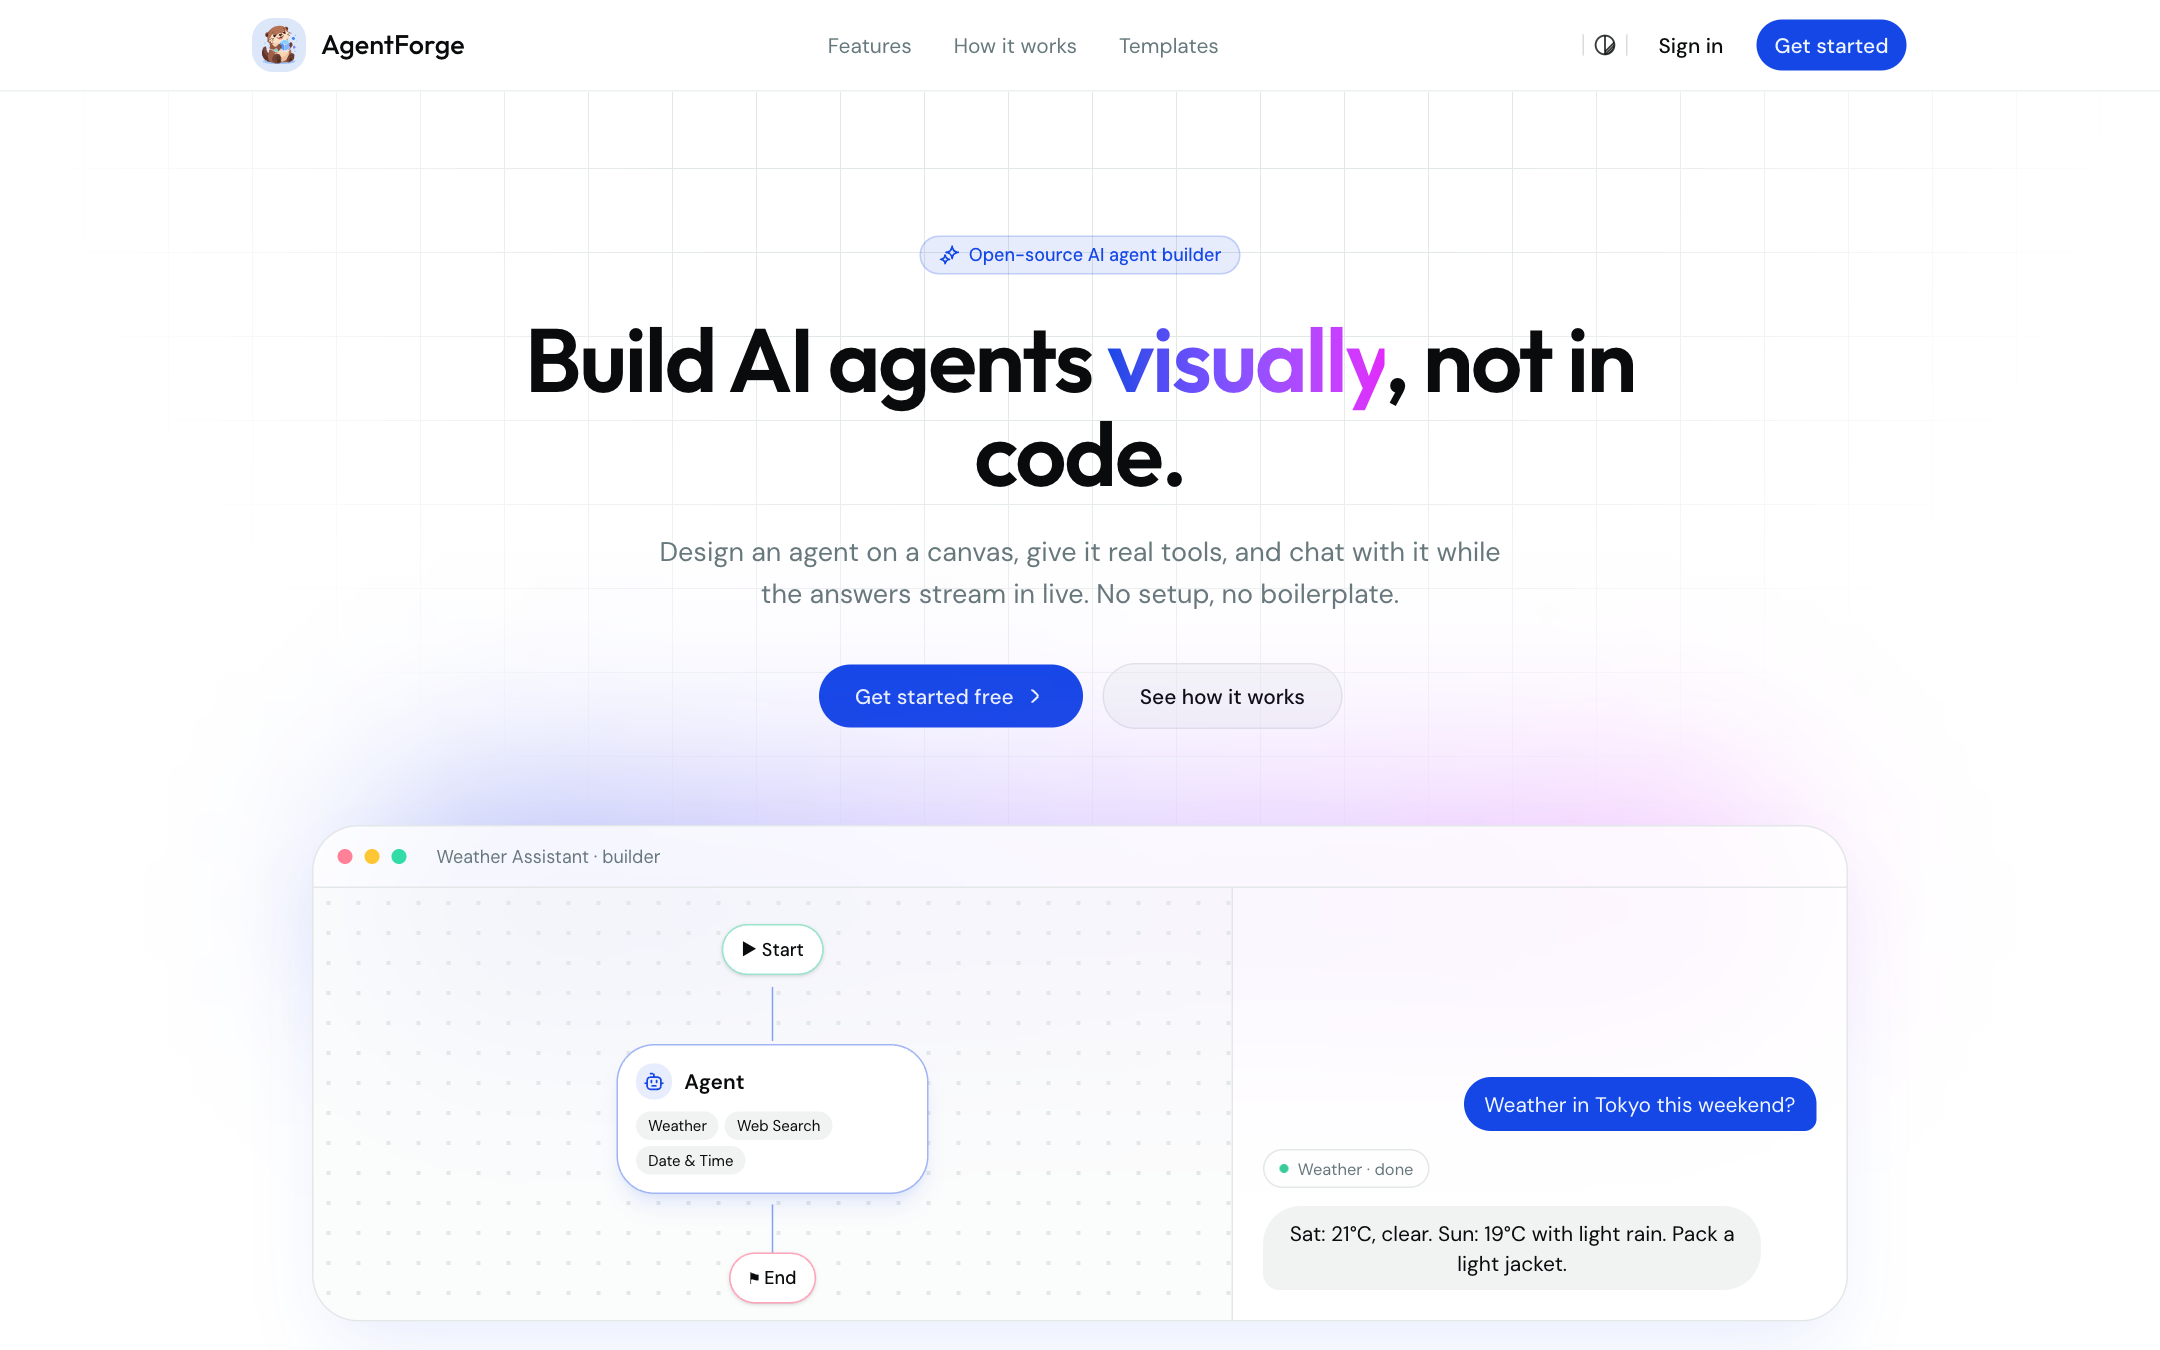 AgentForge
Features
How it works
Templates
Sign in
Get started
Open-source AI agent builder
Build AI agents visually, not in
code.
Design an agent on a canvas, give it real tools, and chat with it while
the answers stream in live. No setup, no boilerplate.
Get started free
See how it works
Weather Assistant · builder
Start
Agent
Weather
Web Search
Date & Time
End
Weather in Tokyo this weekend?
Weather · done
Sat: 21°C, clear. Sun: 19°C with light rain. Pack a
light jacket.